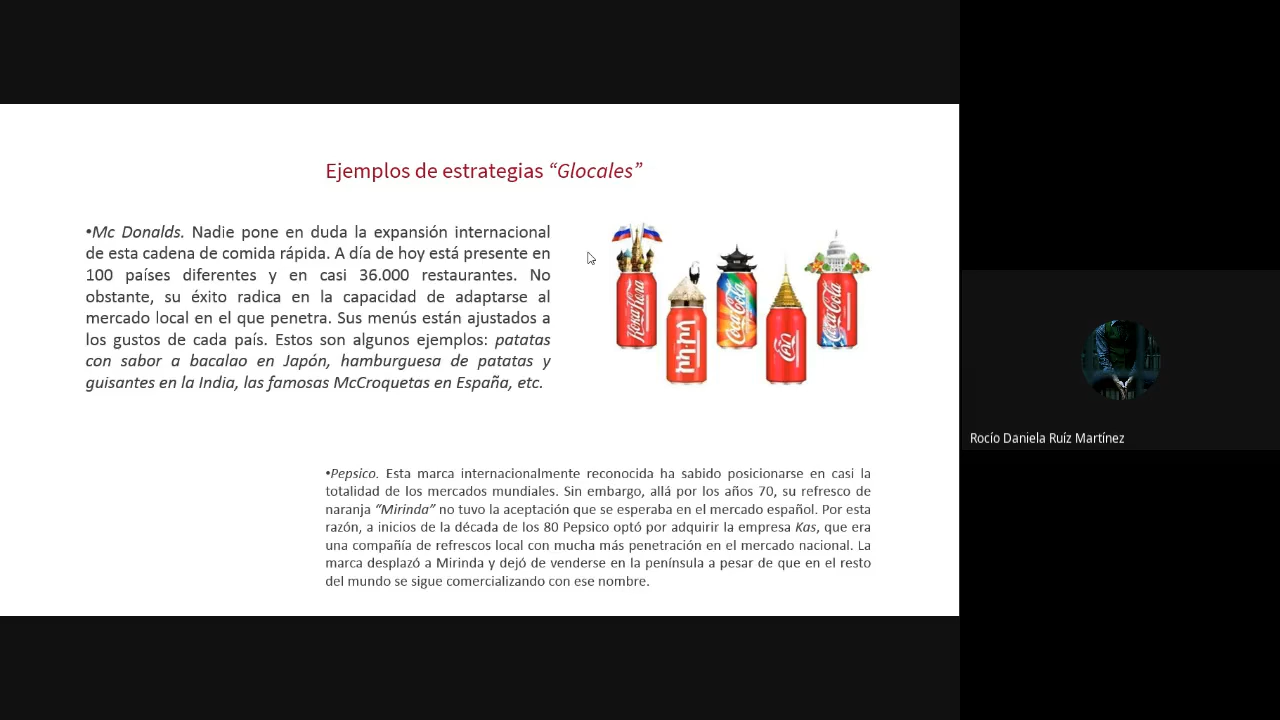 Ejemplos de estrategias “Glocales”
•Mc Donalds. Nadie pone en duda la expansión internacional
de esta cadena de comida rápida. A día de hoy está presente en
100 países diferentes y en casi 36.000 restaurantes. No
obstante, su éxito radica en la capacidad de adaptarse al
mercado local en el que penetra. Sus menús están ajustados a
los gustos de cada país. Estos son algunos ejemplos: patatas
con sabor a bacalao en Japón, hamburguesa de patatas y
guisantes en la India, las famosas McCroquetas en España, etc.
Coca-Cola
Coca-Cola
•Pepsico. Esta marca internacionalmente reconocida ha sabido posicionarse en casi la
totalidad de los mercados mundiales. Sin embargo, allá por los años 70, su refresco de
naranja “Mirinda” no tuvo la aceptación que se esperaba en el mercado español. Por esta
razón, a inicios de la década de los 80 Pepsico optó por adquirir la empresa Kas, que era
una compañía de refrescos local con mucha más penetración en el mercado nacional. La
marca desplazó a Mirinda y dejó de venderse en la península a pesar de que en el resto
del mundo se sigue comercializando con ese nombre.
Rocío Daniela Ruíz Martínez